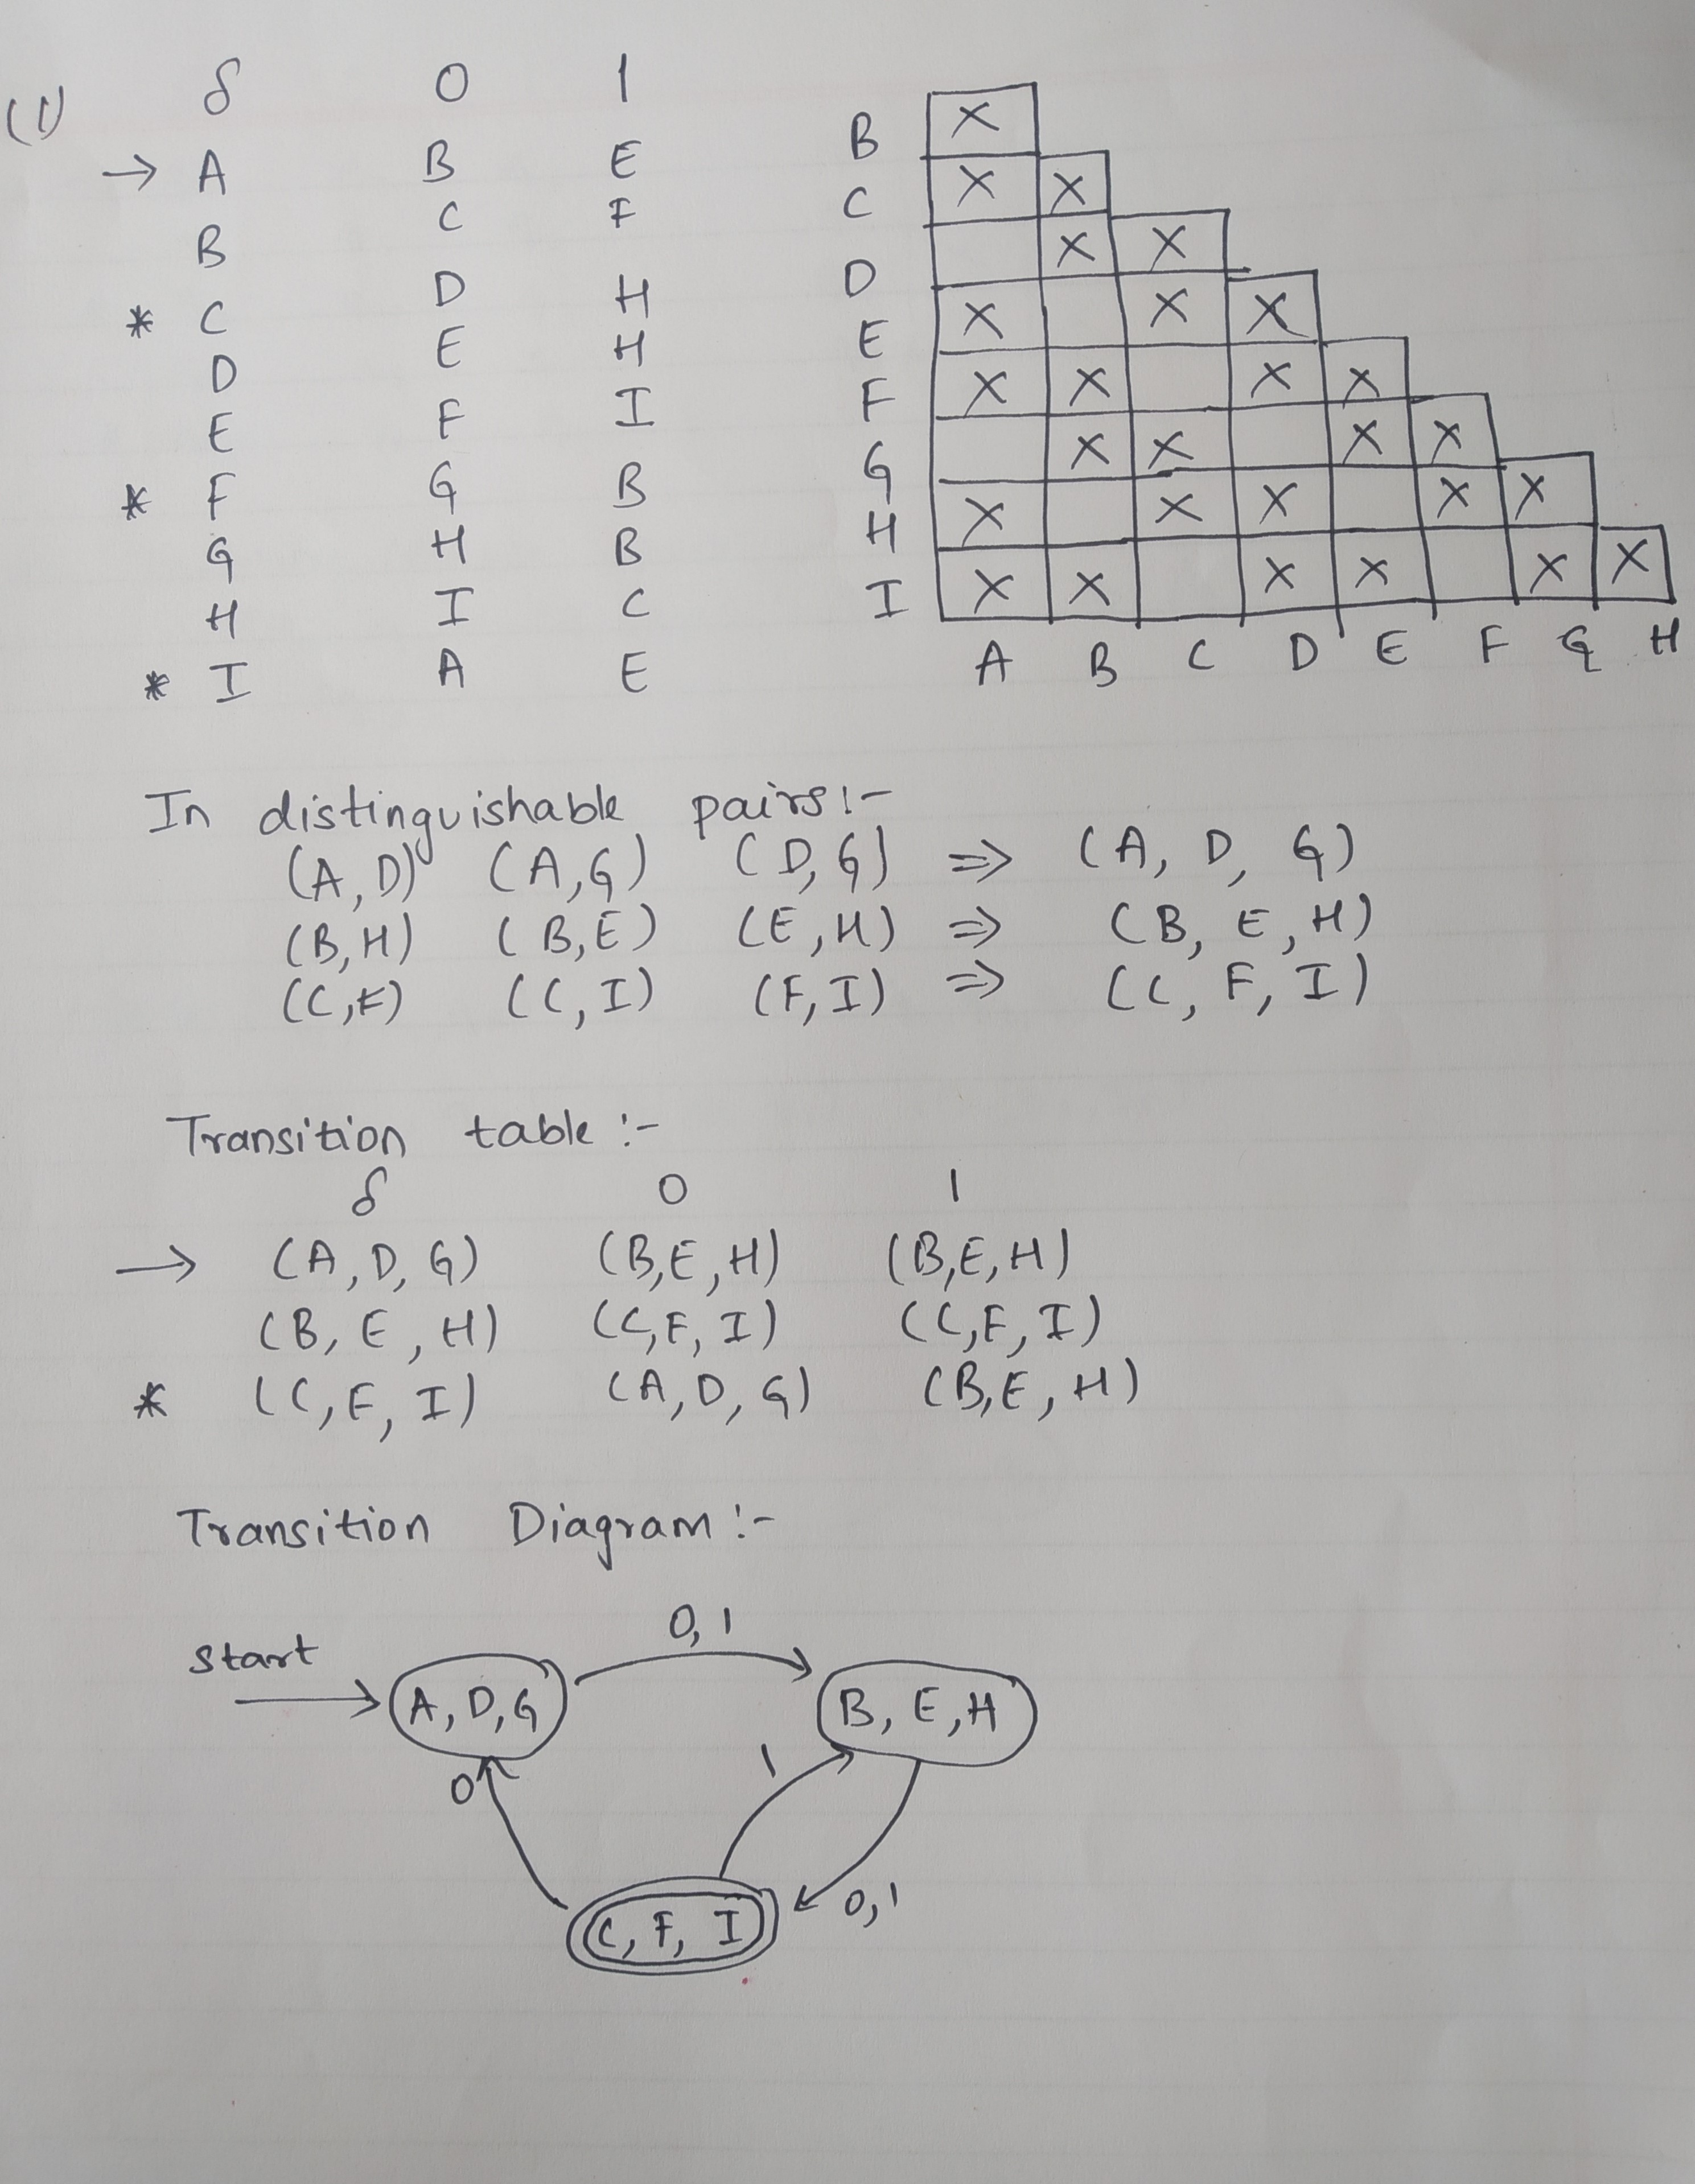 (1) δ 0 1
→ A B E
B C F
* C D H
D E H
E F I
* F G B
G H B
H I C
* I A E
B X
C X X
D X X
E X X X
F X X X X
G X X X X
H X X X X X
I X X X X X X
A B C D E F G H
In distinguishable pairs:-
(A, D) (A, G) (D, G) => (A, D, G)
(B, H) (B, E) (E, H) => (B, E, H)
(C, F) (C, I) (F, I) => (C, F, I)
Transition table :-
δ 0 1
→ (A, D, G) (B, E, H) (B, E, H)
(B, E, H) (C, F, I) (C, F, I)
* (C, F, I) (A, D, G) (B, E, H)
Transition Diagram :-
0, 1
Start
A, D, G B, E, H
1
0
0, 1
C, F, I